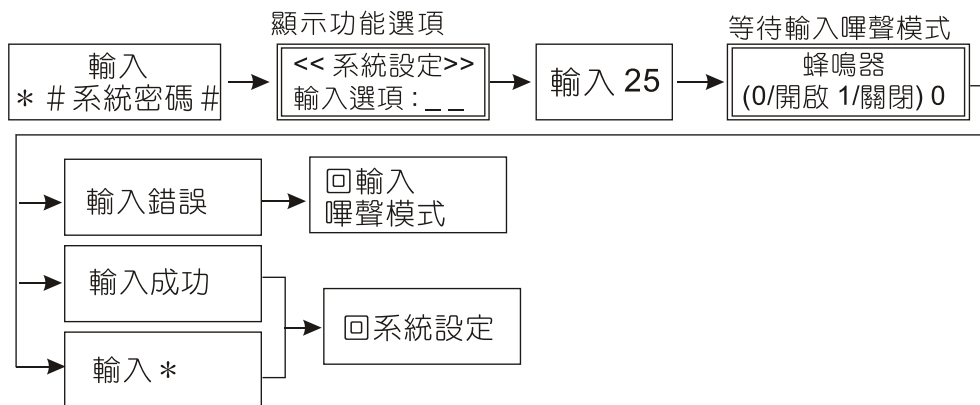 顯示功能選項
等待輸入嗶聲模式
輸入
＊＃系統密碼＃
<< 系統設定>>
輸入選項:_ _
輸入 25
蜂鳴器
(0/開啟 1/關閉) 0
輸入錯誤
回輸入
嗶聲模式
輸入成功
回系統設定
輸入＊